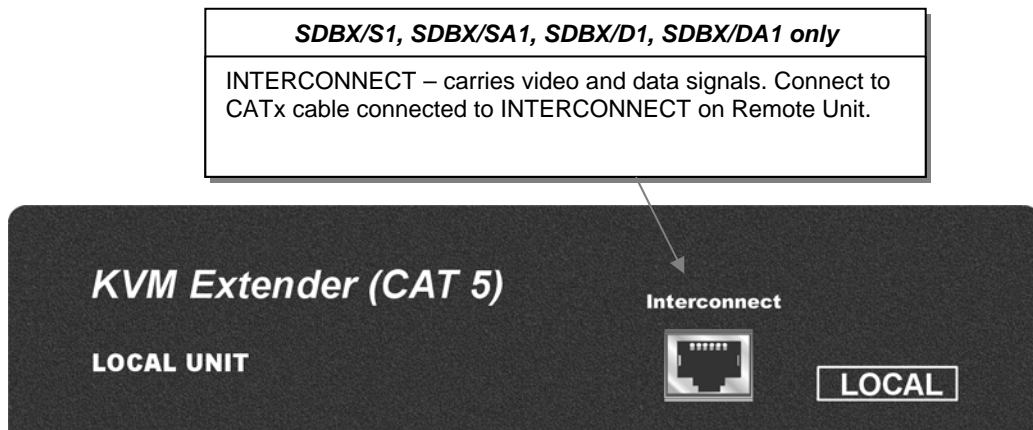 SDBX/S1, SDBX/SA1, SDBX/D1, SDBX/DA1 only
INTERCONNECT – carries video and data signals. Connect to
CATx cable connected to INTERCONNECT on Remote Unit.
KVM Extender (CAT 5)
Interconnect
LOCAL UNIT
LOCAL